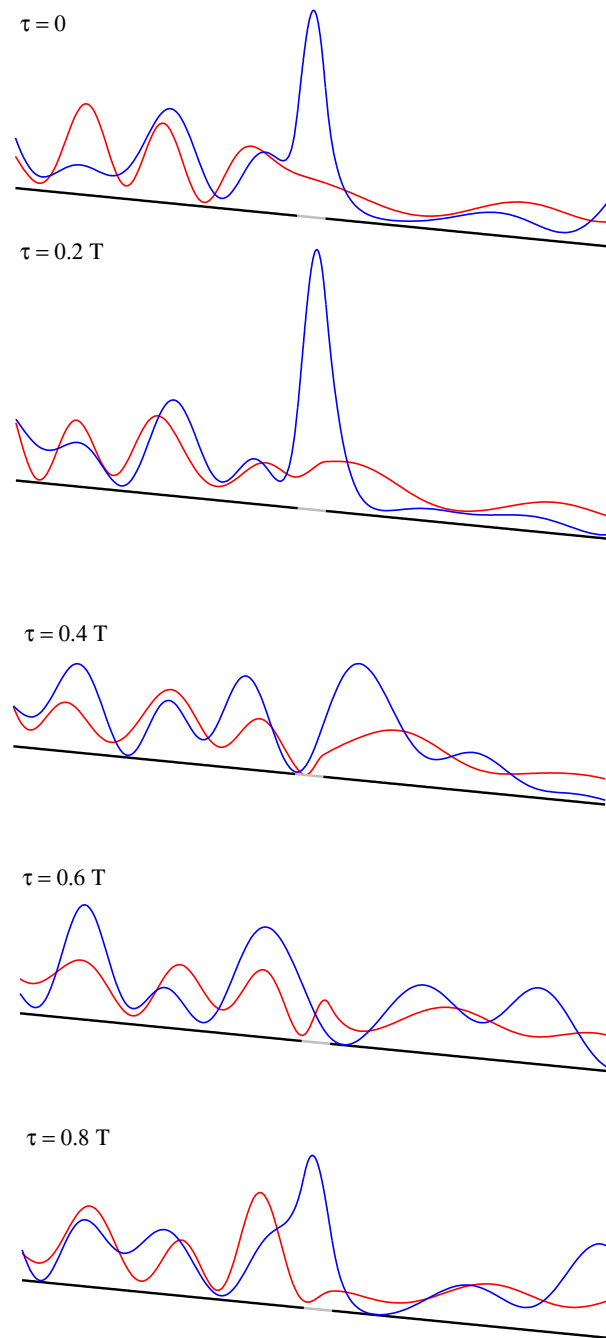 τ = 0
τ = 0.2 T
τ = 0.4 T
τ = 0.6 T
τ = 0.8 T